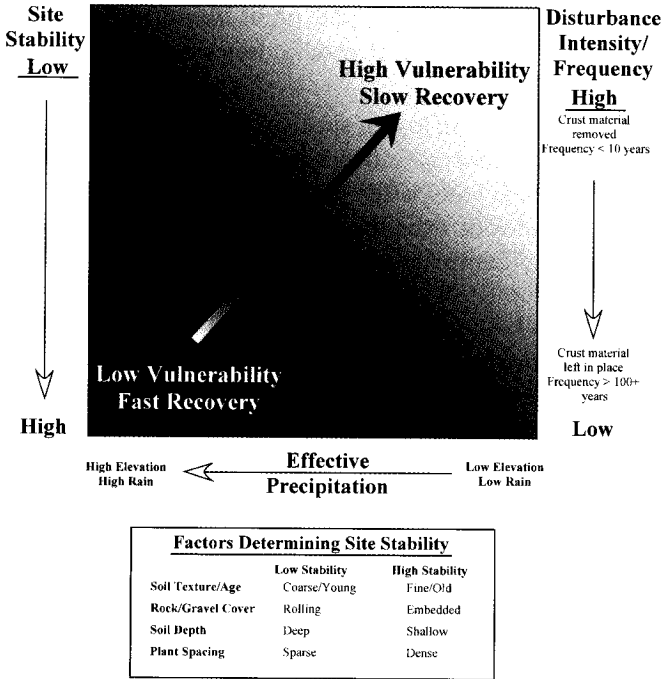 Site
Stability
Low
High
High Vulnerability
Slow Recovery
Low Vulnerability
Fast Recovery
Disturbance
Intensity/
Frequency
High
Crust material
removed
Frequency < 10 years
Crust material
left in place
Frequency > 100+
years
Low
High Elevation
High Rain
Effective
Precipitation
Low Elevation
Low Rain
Factors Determining Site Stability
Low Stability High Stability
Soil Texture/Age Coarse/Young Fine/Old
Rock/Gravel Cover Rolling Embedded
Soil Depth Deep Shallow
Plant Spacing Sparse Dense